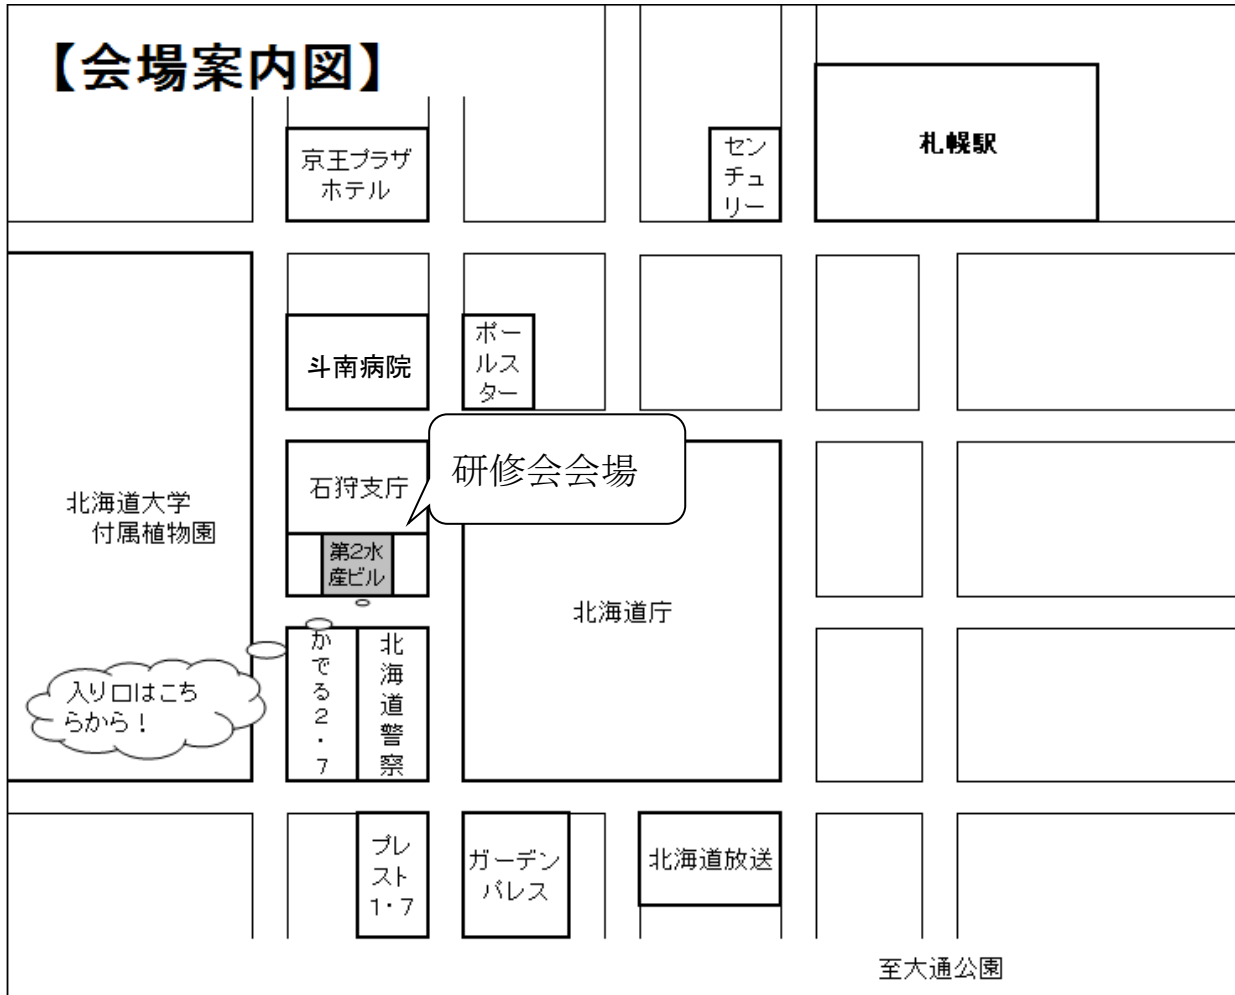 【会場案内図】
京王プラザ
ホテル
セン
チュ
リー
札幌駅
斗南病院
ポー
ルス
ター
研修会会場
石狩支庁
北海道大学
付属植物園
第2水
産ビル
北海道庁
かでる2・7
北海道警察
入り口はこち
らから！
プレ
スト
1・7
ガーデン
パレス
北海道放送
至大通公園